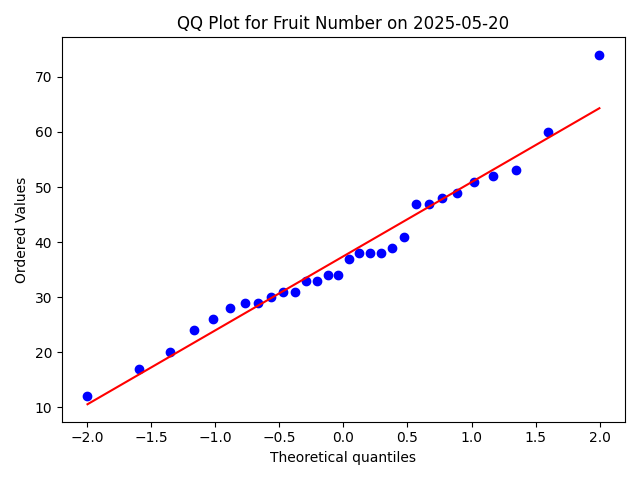 QQ Plot for Fruit Number on 2025-05-20
Ordered Values
70
60
50
40
30
20
10
−2.0 −1.5 −1.0 −0.5 0.0 0.5 1.0 1.5 2.0
Theoretical quantiles